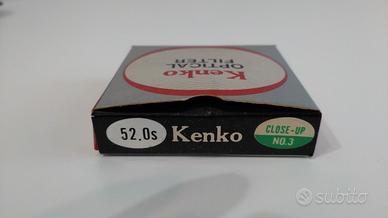 Kenko
OPTICAL
FILTER
52.0s
Kenko
CLOSE-UP
NO.3
subito